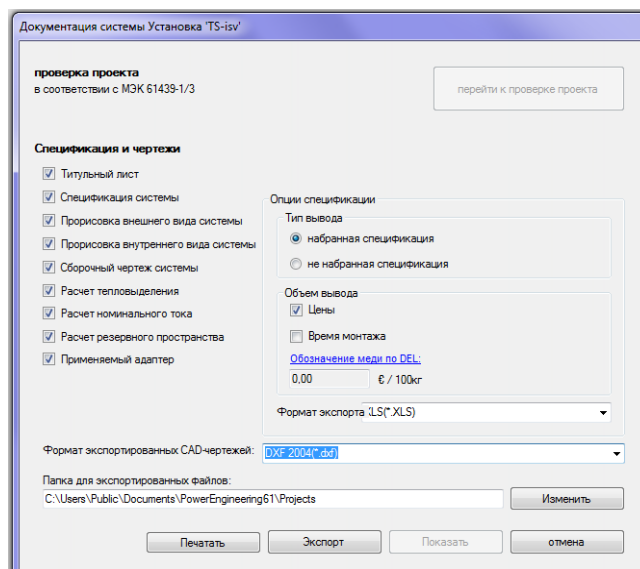 Документация системы Установка 'TS-isv'
проверка проекта
в соответствии с МЭК 61439-1/3
перейти к проверке проекта
Спецификация и чертежи
Титульный лист
Спецификация системы
Прорисовка внешнего вида системы
Прорисовка внутреннего вида системы
Сборочный чертеж системы
Расчет тепловыделения
Расчет номинального тока
Расчет резервного пространства
Применяемый адаптер
Опции спецификации
Тип вывода
набранная спецификация
не набранная спецификация
Объем вывода
Цены
Время монтажа
Обозначение меди по DEL:
0,00 € / 100кг
Формат экспорта XLS(*.XLS)
Формат экспортированных CAD-чертежей: DXF 2004(*.dxf)
Папка для экспортированных файлов:
C:\Users\Public\Documents\PowerEngineering61\Projects Изменить
Печатать Экспорт Показать отмена